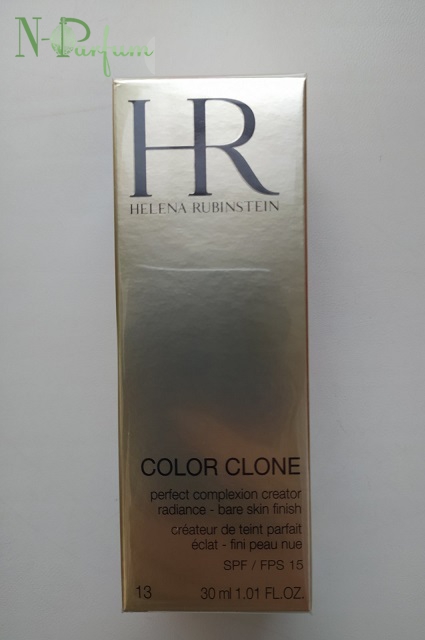 N-Parfum
HR
HELENA RUBINSTEIN
COLOR CLONE
perfect complexion creator
radiance - bare skin finish
créateur de teint parfait
éclat - fini peau nue
SPF / FPS 15
13 30 ml 1.01 FL.OZ.